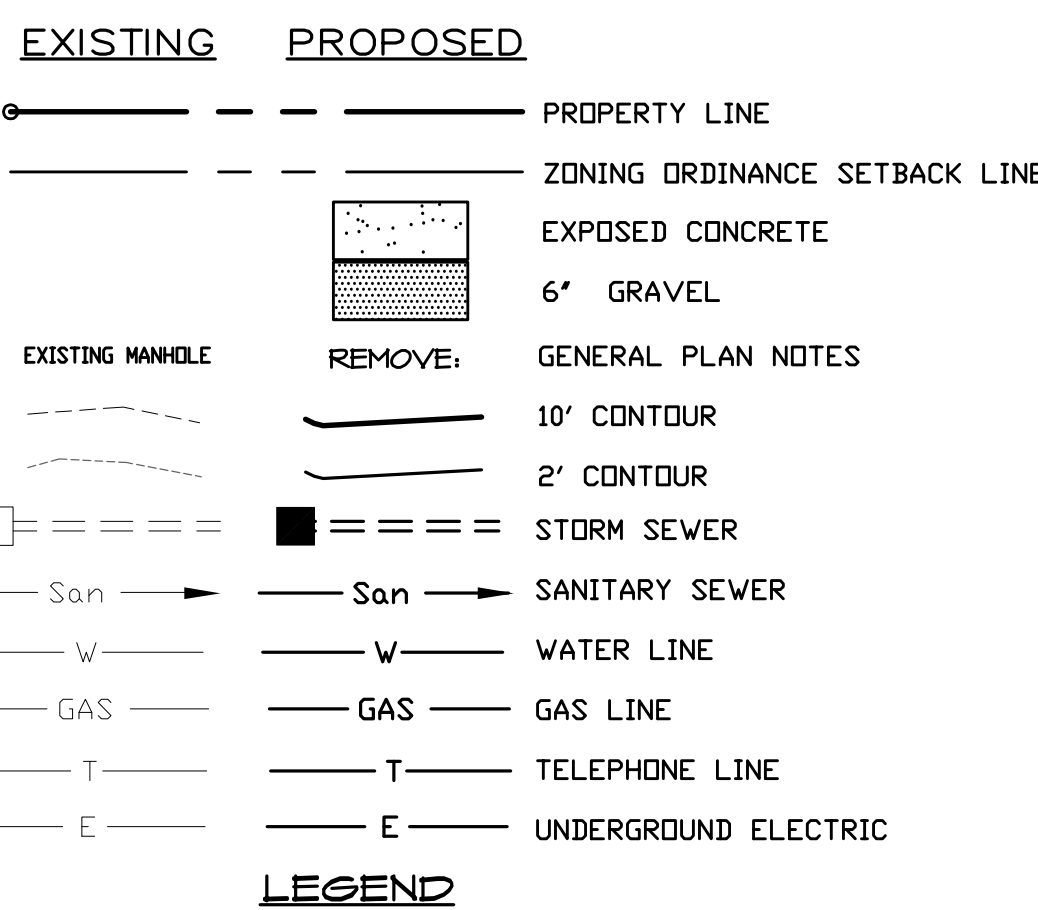 EXISTING PROPOSED
PROPERTY LINE
ZONING ORDINANCE SETBACK LINE
EXPOSED CONCRETE
6" GRAVEL
EXISTING MANHOLE REMOVE: GENERAL PLAN NOTES
10' CONTOUR
2' CONTOUR
STORM SEWER
San San SANITARY SEWER
W W WATER LINE
GAS GAS GAS LINE
T T TELEPHONE LINE
E E UNDERGROUND ELECTRIC
LEGEND